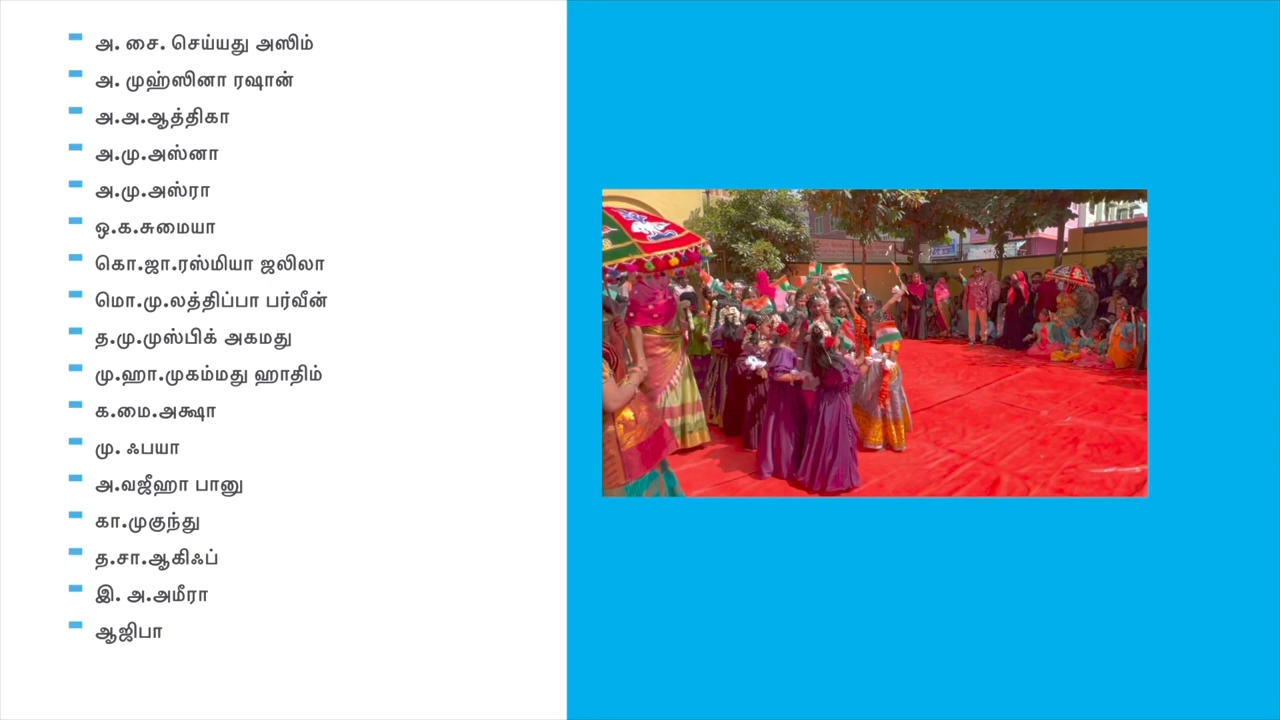 அ. சை. செய்யது அஸிம்
அ. முஹ்ஸினா ரஷான்
அ.அ.ஆத்திகா
அ.மு.அஸ்னா
அ.மு.அஸ்ரா
ஒ.க.சுமையா
கொ.ஜா.ரஸ்மியா ஜலிலா
மொ.மு.லத்திப்பா பர்வீன்
த.மு.முஸ்பிக் அகமது
மு.ஹா.முகம்மது ஹாதிம்
க.மை.அக்ஷா
மு. ஃபயா
அ.வஜீஹா பானு
கா.முகுந்து
த.சா.ஆகிஃப்
இ. அ.அமீரா
ஆஜிபா